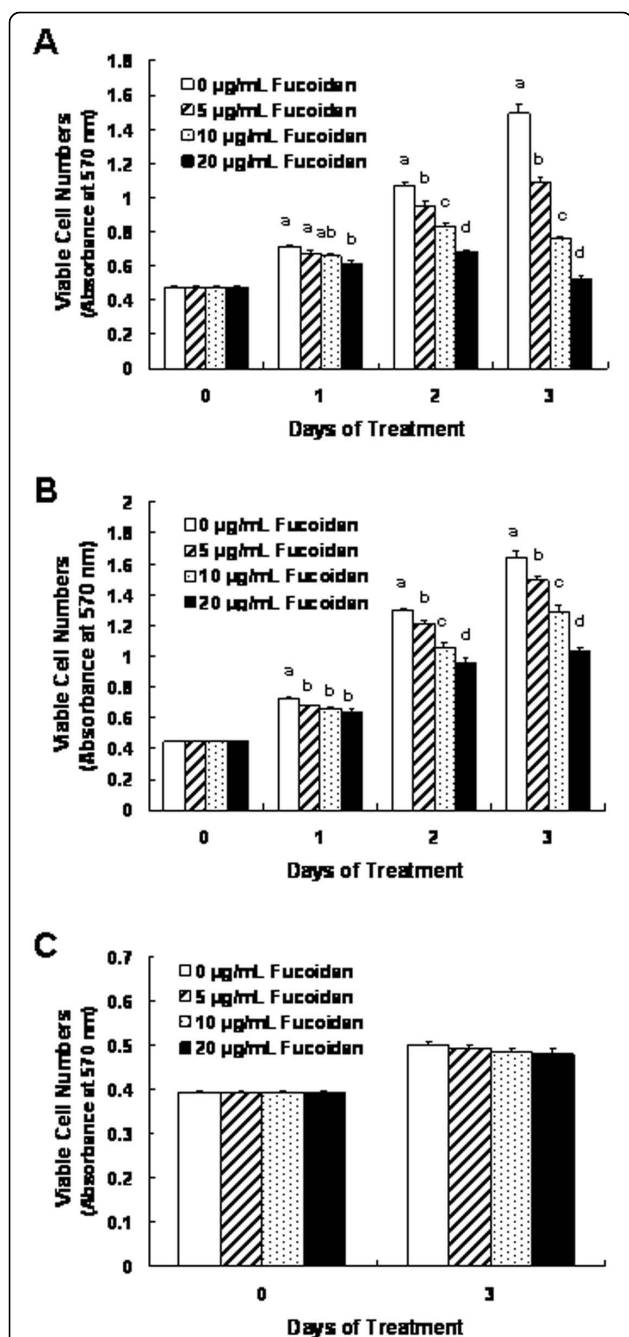 A
Viable Cell Numbers
(Absorbance at 570 nm)
1.8
1.6
1.4
1.2
1
0.8
0.6
0.4
0.2
0
0 µg/mL Fucoidan
5 µg/mL Fucoidan
10 µg/mL Fucoidan
20 µg/mL Fucoidan
a a ab b
a b c d
a b c d
0 1 2 3
Days of Treatment
B
Viable Cell Numbers
(Absorbance at 570 nm)
2
1.8
1.6
1.4
1.2
1
0.8
0.6
0.4
0.2
0
0 µg/mL Fucoidan
5 µg/mL Fucoidan
10 µg/mL Fucoidan
20 µg/mL Fucoidan
a b b b
a b c d
a b c d
0 1 2 3
Days of Treatment
C
Viable Cell Numbers
(Absorbance at 570 nm)
0.7
0.6
0.5
0.4
0.3
0.2
0.1
0
0 µg/mL Fucoidan
5 µg/mL Fucoidan
10 µg/mL Fucoidan
20 µg/mL Fucoidan
0 3
Days of Treatment